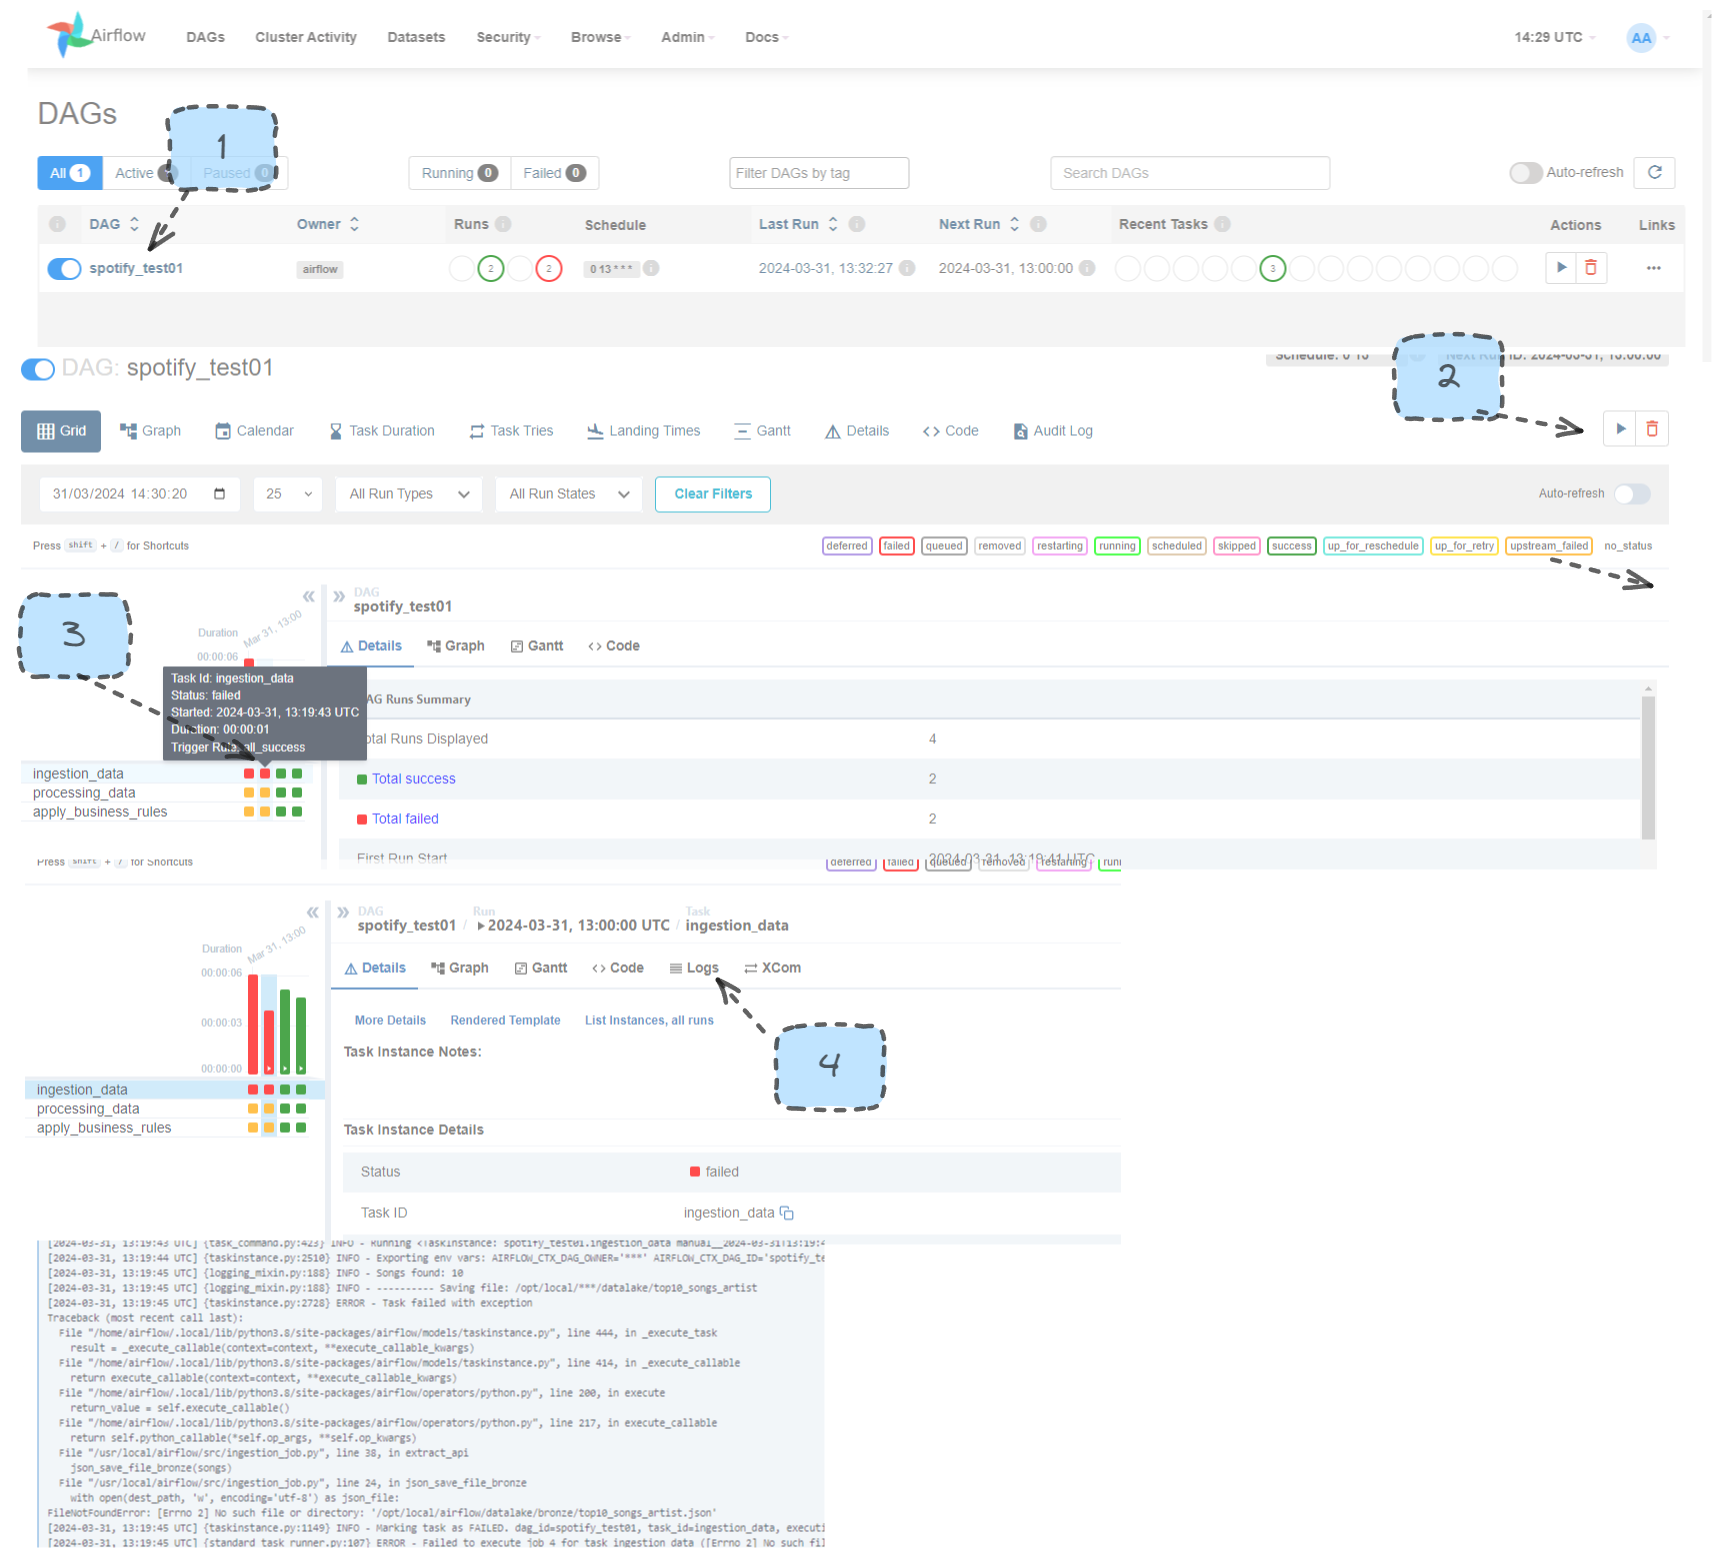 Airflow DAGs Cluster Activity Datasets Security Browse Admin Docs 14:29 UTC AA
DAGs
1
All 1 Active Paused 0 Running 0 Failed 0 Filter DAGs by tag Search DAGs Auto-refresh
DAG Owner Runs Schedule Last Run Next Run Recent Tasks Actions Links
spotify_test01 airflow 2 2 0 13 * * * 2024-03-31, 13:32:27 2024-03-31, 13:00:00 3
DAG: spotify_test01 Schedule: 0 13 Next Run ID: 2024-03-31, 13:00:00
2
Grid Graph Calendar Task Duration Task Tries Landing Times Gantt Details Code Audit Log
31/03/2024 14:30:20 25 All Run Types All Run States Clear Filters Auto-refresh
Press shift + / for Shortcuts deferred failed queued removed restarting running scheduled skipped success up_for_reschedule up_for_retry upstream_failed no_status
3
Duration
00:00:06
Mar 31, 13:00
Task Id: ingestion_data
Status: failed
Started: 2024-03-31, 13:19:43 UTC
Duration: 00:00:01
Trigger Rule: all_success
ingestion_data
processing_data
apply_business_rules
DAG
spotify_test01
Details Graph Gantt Code
AG Runs Summary
otal Runs Displayed 4
Total success 2
Total failed 2
First Run Start 2024-03-31, 13:19:41 UTC
Press shift + / for Shortcuts deferred failed queued removed restarting runn
Duration
Mar 31, 13:00
00:00:06
00:00:03
00:00:00
ingestion_data
processing_data
apply_business_rules
DAG Run Task
spotify_test01 / 2024-03-31, 13:00:00 UTC / ingestion_data
Details Graph Gantt Code Logs XCom
More Details Rendered Template List Instances, all runs
4
Task Instance Notes:
Task Instance Details
Status failed
Task ID ingestion_data
[2024-03-31, 13:19:43 UTC] {task_command.py:423} INFO - Running <TaskInstance: spotify_test01.ingestion_data manual__2024-03-31T13:19:4
[2024-03-31, 13:19:44 UTC] {taskinstance.py:2510} INFO - Exporting env vars: AIRFLOW_CTX_DAG_OWNER='***' AIRFLOW_CTX_DAG_ID='spotify_te
[2024-03-31, 13:19:45 UTC] {logging_mixin.py:188} INFO - Songs found: 10
[2024-03-31, 13:19:45 UTC] {logging_mixin.py:188} INFO - ---------- Saving file: /opt/local/***/datalake/top10_songs_artist
[2024-03-31, 13:19:45 UTC] {taskinstance.py:2728} ERROR - Task failed with exception
Traceback (most recent call last):
File "/home/airflow/.local/lib/python3.8/site-packages/airflow/models/taskinstance.py", line 444, in _execute_task
result = _execute_callable(context=context, **execute_callable_kwargs)
File "/home/airflow/.local/lib/python3.8/site-packages/airflow/models/taskinstance.py", line 414, in _execute_callable
return execute_callable(context=context, **execute_callable_kwargs)
File "/home/airflow/.local/lib/python3.8/site-packages/airflow/operators/python.py", line 200, in execute
return_value = self.execute_callable()
File "/home/airflow/.local/lib/python3.8/site-packages/airflow/operators/python.py", line 217, in execute_callable
return self.python_callable(*self.op_args, **self.op_kwargs)
File "/usr/local/airflow/src/ingestion_job.py", line 38, in extract_api
json_save_file_bronze(songs)
File "/usr/local/airflow/src/ingestion_job.py", line 24, in json_save_file_bronze
with open(dest_path, 'w', encoding='utf-8') as json_file:
FileNotFoundError: [Errno 2] No such file or directory: '/opt/local/airflow/datalake/bronze/top10_songs_artist.json'
[2024-03-31, 13:19:45 UTC] {taskinstance.py:1149} INFO - Marking task as FAILED. dag_id=spotify_test01, task_id=ingestion_data, executi
[2024-03-31, 13:19:45 UTC] {standard_task_runner.py:107} ERROR - Failed to execute job 4 for task ingestion_data ([Errno 2] No such fil